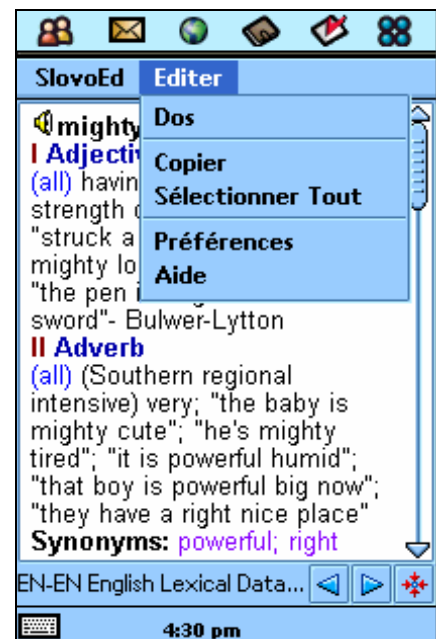 SlovoEd Editer
Dos
Copier
Sélectionner Tout
Préférences
Aide
mighty
I Adjecti
(all) havin
strength
"struck a
mighty lo
"the pen
sword"- Bulwer-Lytton
II Adverb
(all) (Southern regional
intensive) very; "the baby is
mighty cute"; "he's mighty
tired"; "it is powerful humid";
"that boy is powerful big now";
"they have a right nice place"
Synonyms: powerful; right
EN-EN English Lexical Data...
4:30 pm